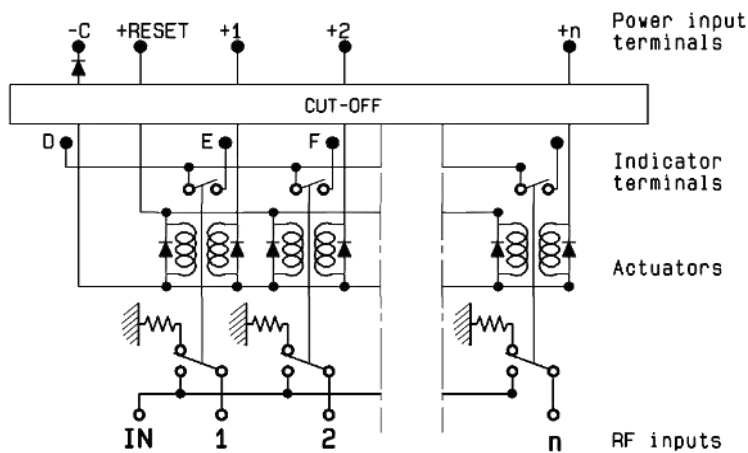 -C +RESET +1 +2 +n Power input
terminals
CUT-OFF
D E F Indicator
terminals
Actuators
IN 1 2 n RF inputs